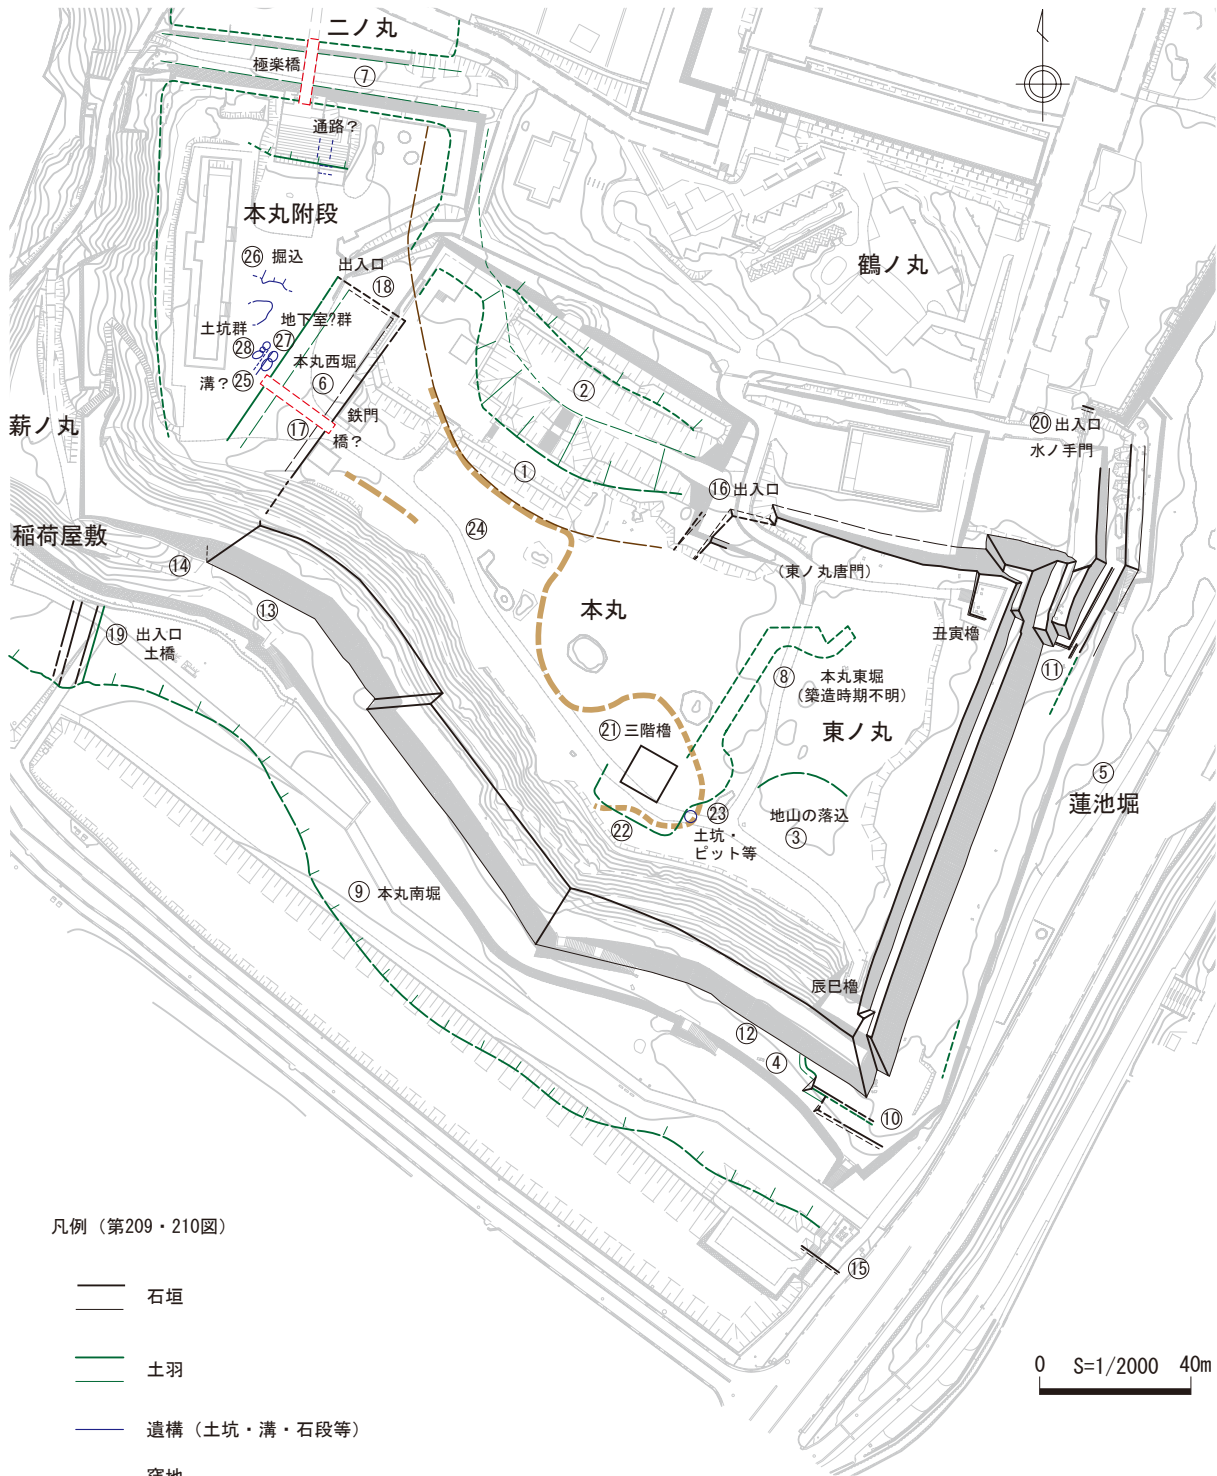 二ノ丸
極楽橋
⑦
通路？
本丸附段
㉖ 掘込
出入口
⑱
鶴ノ丸
土坑群
地下室?群
㉘
㉗
溝？㉕
本丸西堀
⑥
②
薪ノ丸
⑰
鉄門
橋？
⑳ 出入口
水ノ手門
①
⑯ 出入口
稲荷屋敷
㉔
⑭
（東ノ丸唐門）
⑬
本丸
⑲ 出入口
土橋
丑寅櫓
⑧
本丸東堀
（築造時期不明）
⑪
㉑ 三階櫓
東ノ丸
⑤
蓮池堀
㉒
㉓
土坑・
ピット等
地山の落込
③
⑨ 本丸南堀
辰巳櫓
⑫
④
⑩
⑮
凡例（第209・210図）
石垣
土羽
遺構（土坑・溝・石段等）
窪地
0 S=1/2000 40m